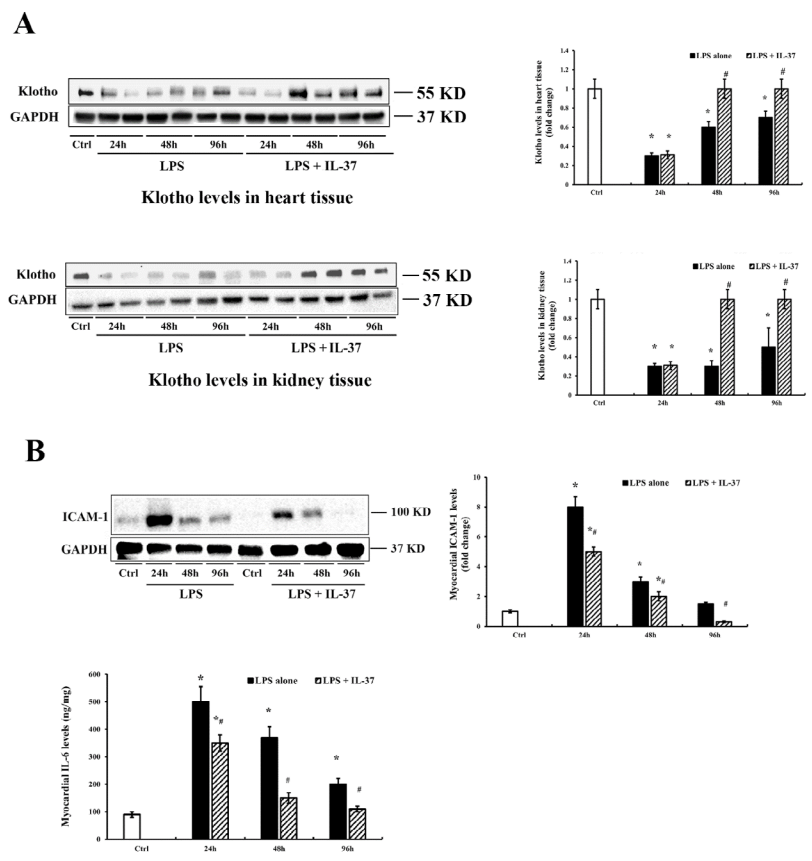 A
Klotho
55 KD
GAPDH
37 KD
Ctrl 24h 48h 96h 24h 48h 96h
LPS LPS + IL-37
Klotho levels in heart tissue
Klotho levels in heart tissue
(fold change)
1.4
1.2
1
0.8
0.6
0.4
0.2
0
LPS alone LPS + IL-37
* * * # * #
Ctrl 24h 48h 96h
Klotho
55 KD
GAPDH
37 KD
Ctrl 24h 48h 96h 24h 48h 96h
LPS LPS + IL-37
Klotho levels in kidney tissue
Klotho levels in kidney tissue
(fold change)
1.4
1.2
1
0.8
0.6
0.4
0.2
0
LPS alone LPS + IL-37
* * * # * #
Ctrl 24h 48h 96h
B
ICAM-1
100 KD
GAPDH
37 KD
Ctrl 24h 48h 96h Ctrl 24h 48h 96h
LPS LPS + IL-37
Myocardial ICAM-1 levels
(fold change)
10
8
6
4
2
0
LPS alone LPS + IL-37
* *# * *# #
Ctrl 24h 48h 96h
Myocardial IL-6 levels (ng/mg)
600
500
400
300
200
100
0
LPS alone LPS + IL-37
* *# * # * #
Ctrl 24h 48h 96h